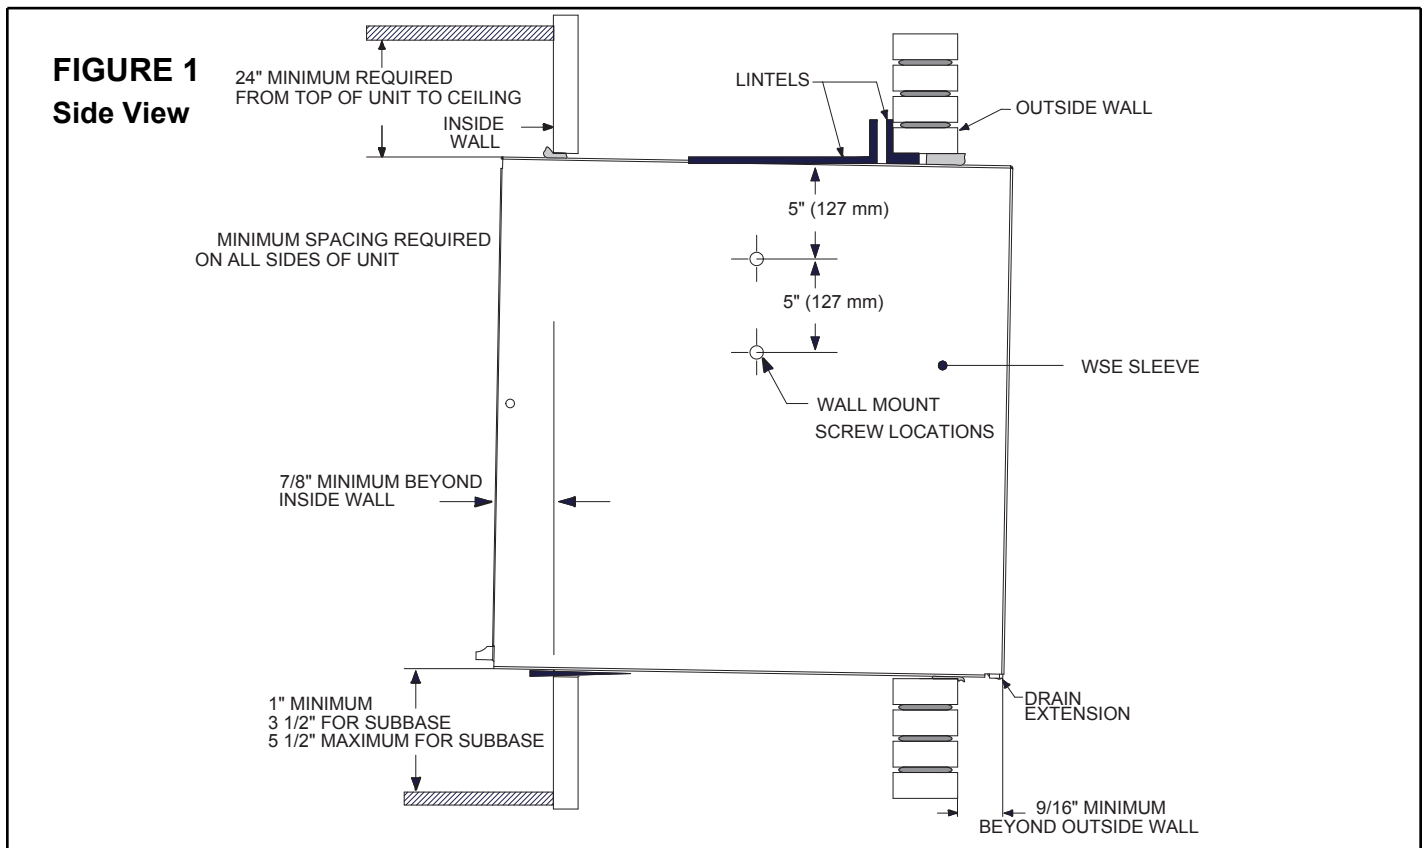 FIGURE 1
Side View
24" MINIMUM REQUIRED
FROM TOP OF UNIT TO CEILING
INSIDE
WALL
LINTELS
OUTSIDE WALL
5" (127 mm)
MINIMUM SPACING REQUIRED
ON ALL SIDES OF UNIT
5" (127 mm)
WSE SLEEVE
WALL MOUNT
SCREW LOCATIONS
7/8" MINIMUM BEYOND
INSIDE WALL
1" MINIMUM
3 1/2" FOR SUBBASE
5 1/2" MAXIMUM FOR SUBBASE
DRAIN
EXTENSION
9/16" MINIMUM
BEYOND OUTSIDE WALL